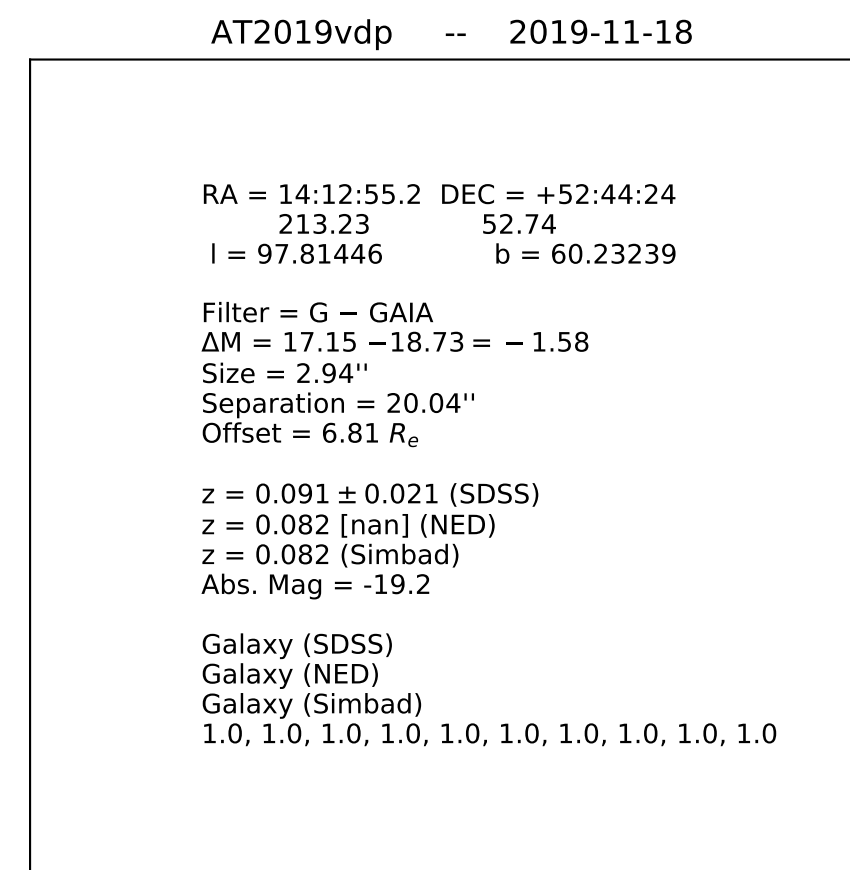 AT2019vdp -- 2019-11-18
RA = 14:12:55.2 DEC = +52:44:24
213.23 52.74
l = 97.81446 b = 60.23239
Filter = G − GAIA
ΔM = 17.15 −18.73 = − 1.58
Size = 2.94''
Separation = 20.04''
Offset = 6.81 Re
z = 0.091 ± 0.021 (SDSS)
z = 0.082 [nan] (NED)
z = 0.082 (Simbad)
Abs. Mag = -19.2
Galaxy (SDSS)
Galaxy (NED)
Galaxy (Simbad)
1.0, 1.0, 1.0, 1.0, 1.0, 1.0, 1.0, 1.0, 1.0, 1.0